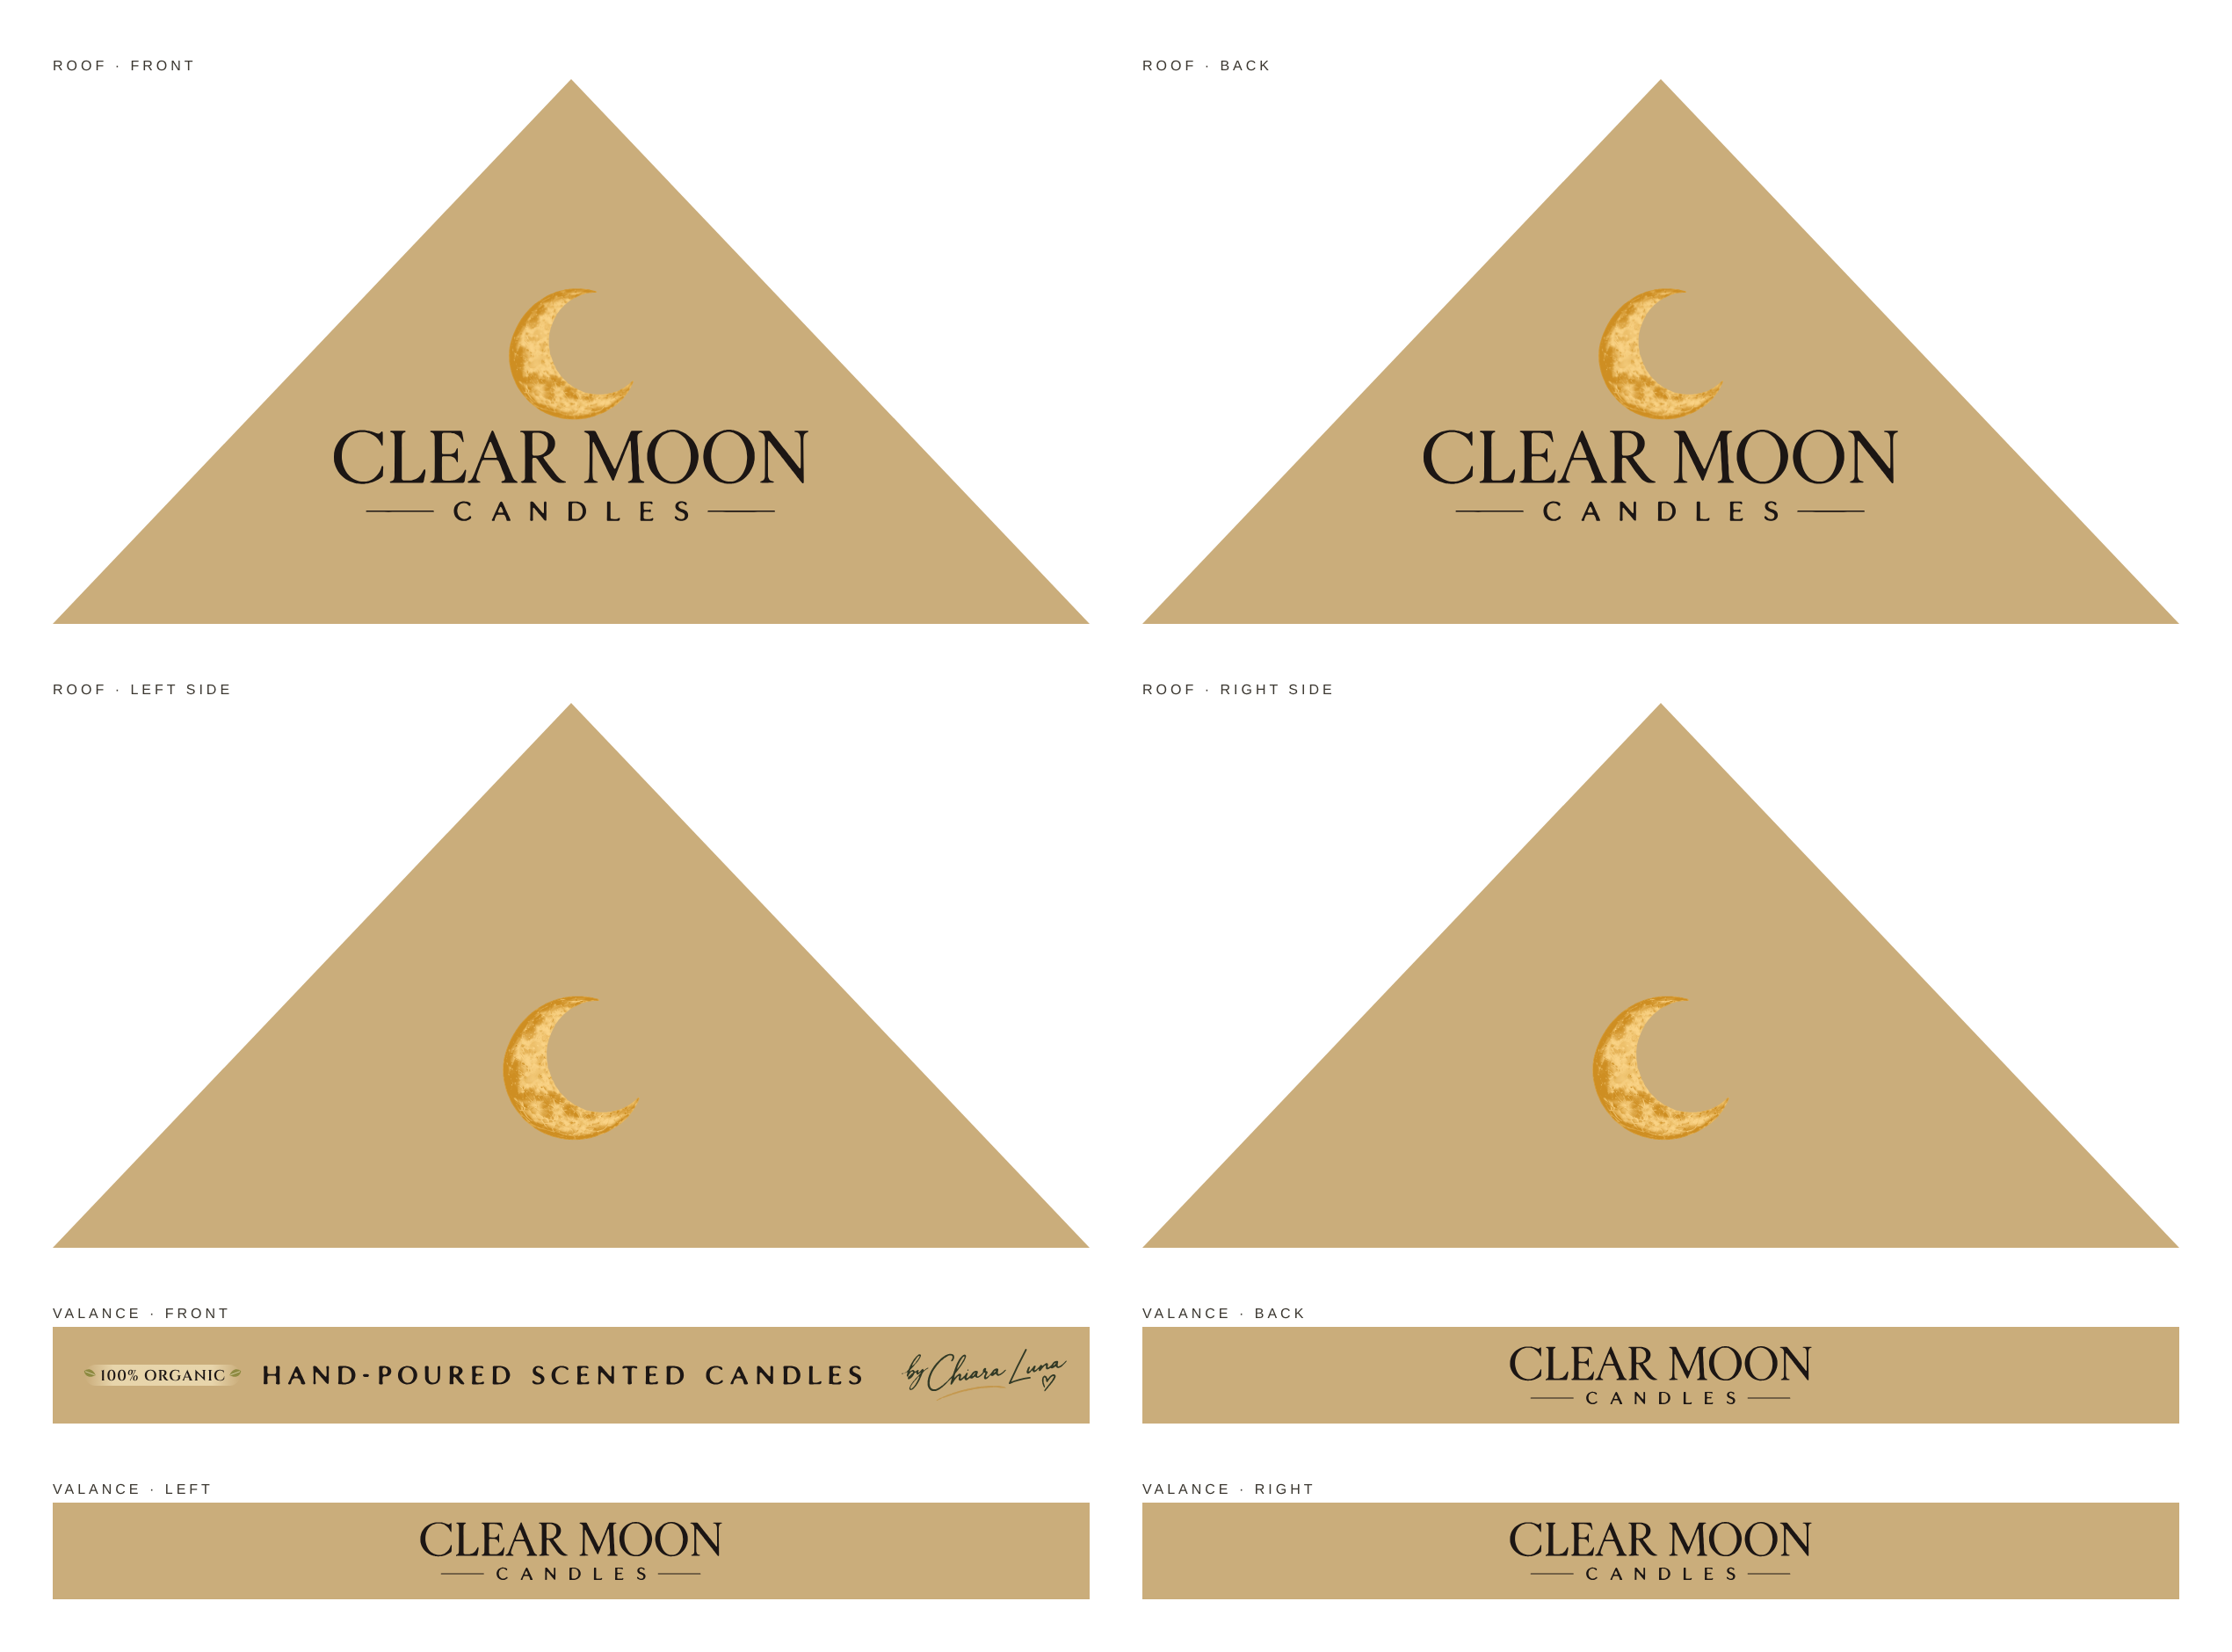 ROOF · FRONT
CLEAR MOON
CANDLES
ROOF · BACK
CLEAR MOON
CANDLES
ROOF · LEFT SIDE
ROOF · RIGHT SIDE
VALANCE · FRONT
100% ORGANIC HAND-POURED SCENTED CANDLES by Chiara Luna
VALANCE · BACK
CLEAR MOON
CANDLES
VALANCE · LEFT
CLEAR MOON
CANDLES
VALANCE · RIGHT
CLEAR MOON
CANDLES